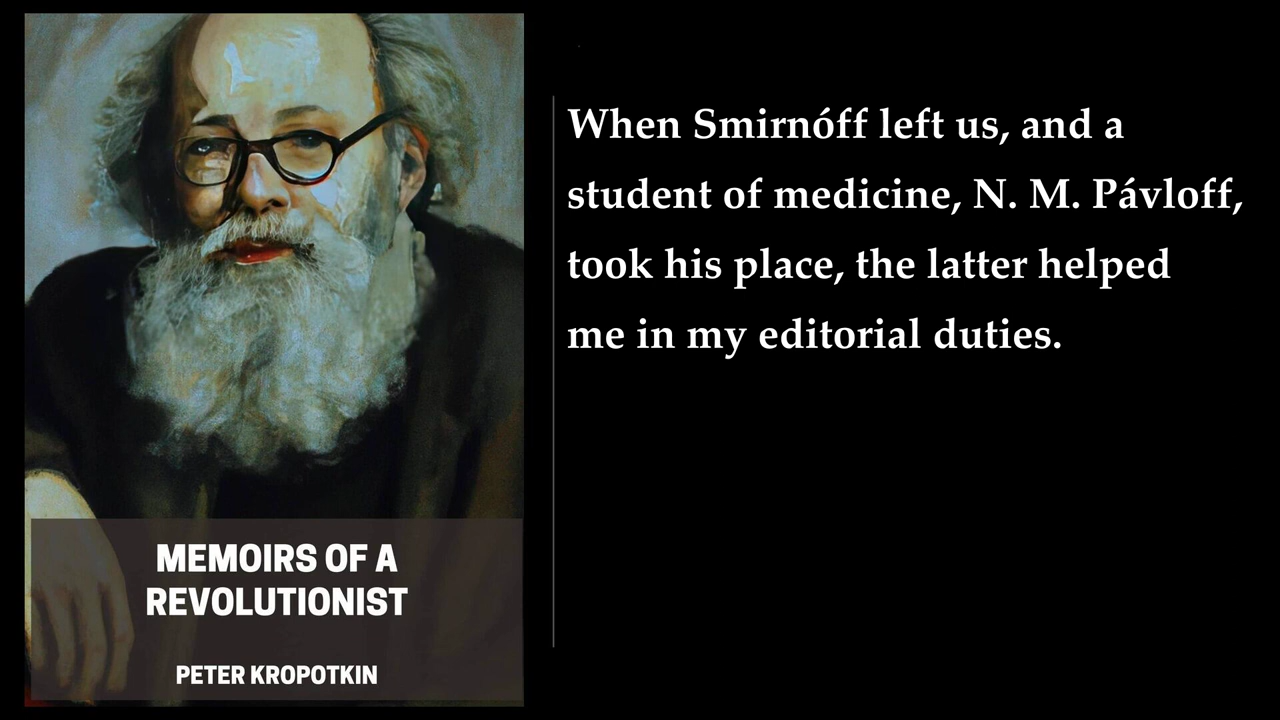 MEMOIRS OF A
REVOLUTIONIST
PETER KROPOTKIN
When Smirnóff left us, and a
student of medicine, N. M. Pávloff,
took his place, the latter helped
me in my editorial duties.